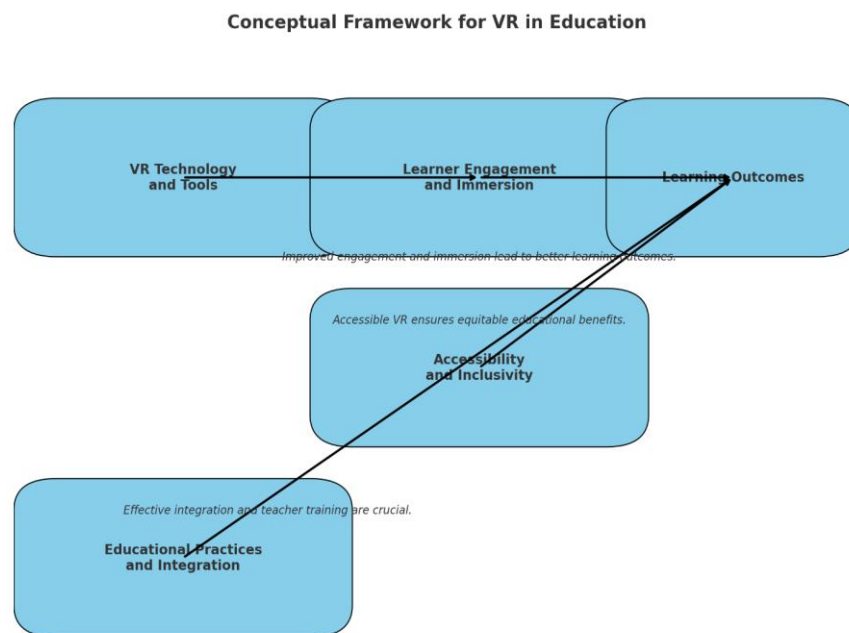 Conceptual Framework for VR in Education
VR Technology
and Tools
Learner Engagement
and Immersion
Learning Outcomes
Improved engagement and immersion lead to better learning outcomes.
Accessible VR ensures equitable educational benefits.
Accessibility
and Inclusivity
Effective integration and teacher training are crucial.
Educational Practices
and Integration